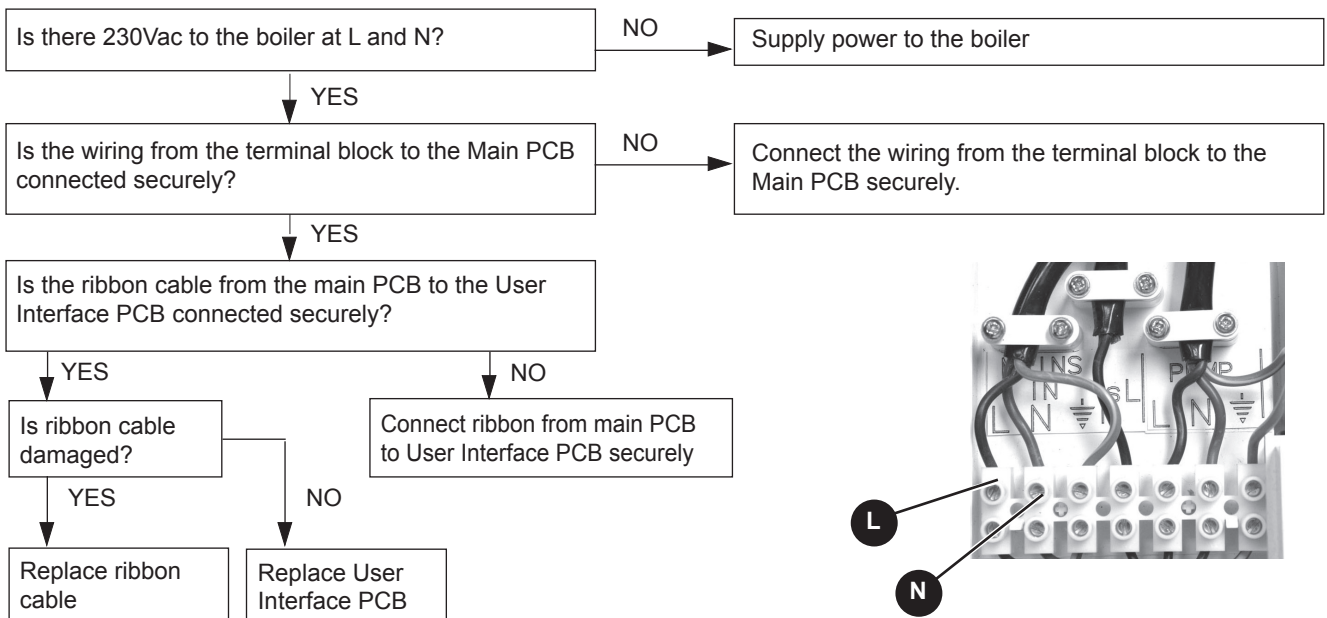 Is there 230Vac to the boiler at L and N?
NO
Supply power to the boiler
YES
Is the wiring from the terminal block to the Main PCB
connected securely?
NO
Connect the wiring from the terminal block to the
Main PCB securely.
YES
Is the ribbon cable from the main PCB to the User
Interface PCB connected securely?
YES
NO
Is ribbon cable
damaged?
Connect ribbon from main PCB
to User Interface PCB securely
YES
NO
Replace ribbon
cable
Replace User
Interface PCB
MAINS
IN
L N
SL
PUMP
L N
L
N